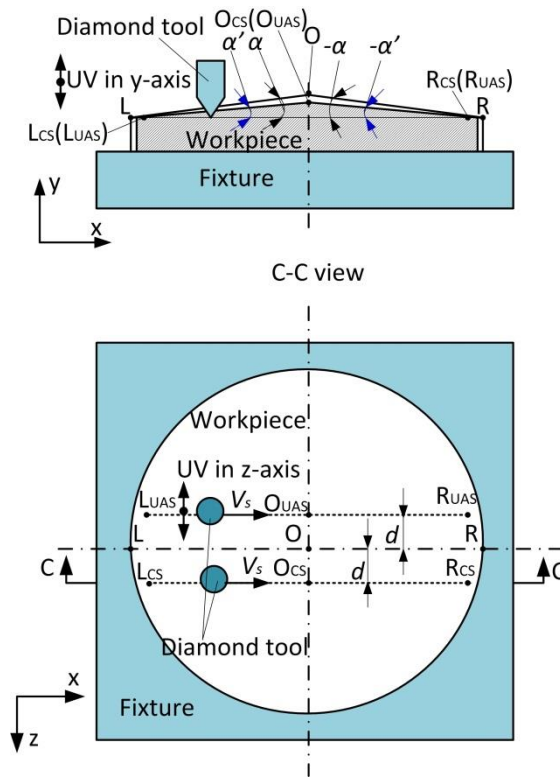 Diamond tool
OCS(OUAS)
α’ α O -α -α’
UV in y-axis
L RCS(RUAS) R
LCS(LUAS)
Workpiece
Fixture
y
x
C-C view
Workpiece
UV in z-axis
LUAS Vs OUAS RUAS
L O d R
C LCS Vs OCS d RCS C
Diamond tool
x
Fixture
z